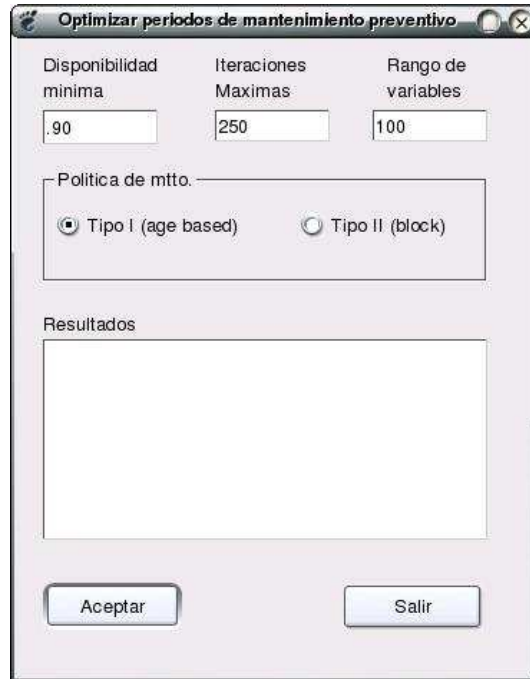 Optimizar periodos de mantenimiento preventivo
Disponibilidad minima
Iteraciones Maximas
Rango de variables
.90
250
100
Politica de mtto.
Tipo I (age based)
Tipo II (block)
Resultados
Aceptar
Salir